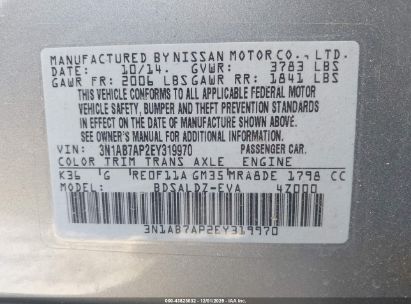 MANUFACTURED BY NISSAN MOTOR CO., LTD.
DATE: 10/14. GVWR: 3783 LBS
GAWR FR: 2006 LBS GAWR RR: 1841 LBS
THIS VEHICLE CONFORMS TO ALL APPLICABLE FEDERAL MOTOR
VEHICLE SAFETY, BUMPER AND THEFT PREVENTION STANDARDS
IN EFFECT ON THE DATE OF MANUFACTURE SHOWN ABOVE.
SEE OWNER'S MANUAL FOR ADDITIONAL INFORMATION.
VIN: 3N1AB7AP2EY319970 PASSENGER CAR.
COLOR TRIM TRANS AXLE ENGINE
K36 G RE0F11A GM35 MRA8DE 1798 CC
MODEL: BDSALDZ-EVA 4Z000
3N1AB7AP2EY319970